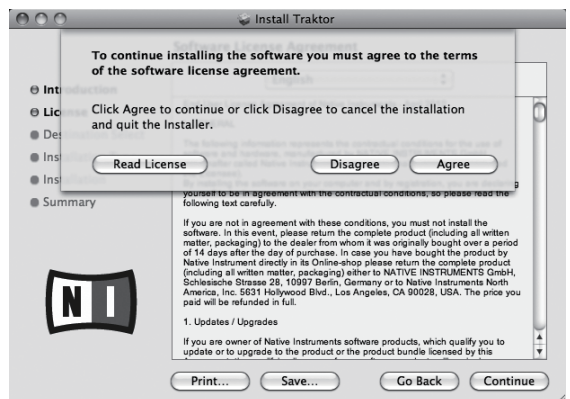 Install Traktor
Software License Agreement
English
To continue installing the software you must agree to the terms
of the software license agreement.
Click Agree to continue or click Disagree to cancel the installation
and quit the Installer.
Read License
Disagree
Agree
Introduction
License
Summary
yourself to be in agreement with the contractual conditions, so please read the
following text carefully.
If you are not in agreement with these conditions, you must not install the
software. In this event, please return the complete product (including all written
matter, packaging) to the dealer from whom it was originally bought over a period
of 14 days after the day of purchase. In case you have bought the product by
Native Instrument directly in its Online-shop please return the complete product
(including all written matter, packaging) either to NATIVE INSTRUMENTS GmbH,
Schlesische Strasse 28, 10997 Berlin, Germany or to Native Instruments North
America, Inc. 5631 Hollywood Blvd., Los Angeles, CA 90028, USA. The price you
paid will be refunded in full.
1. Updates / Upgrades
If you are owner of Native Instruments software products, which qualify you to
update or to upgrade to the product or the product bundle licensed by this
NI
Print...
Save...
Go Back
Continue